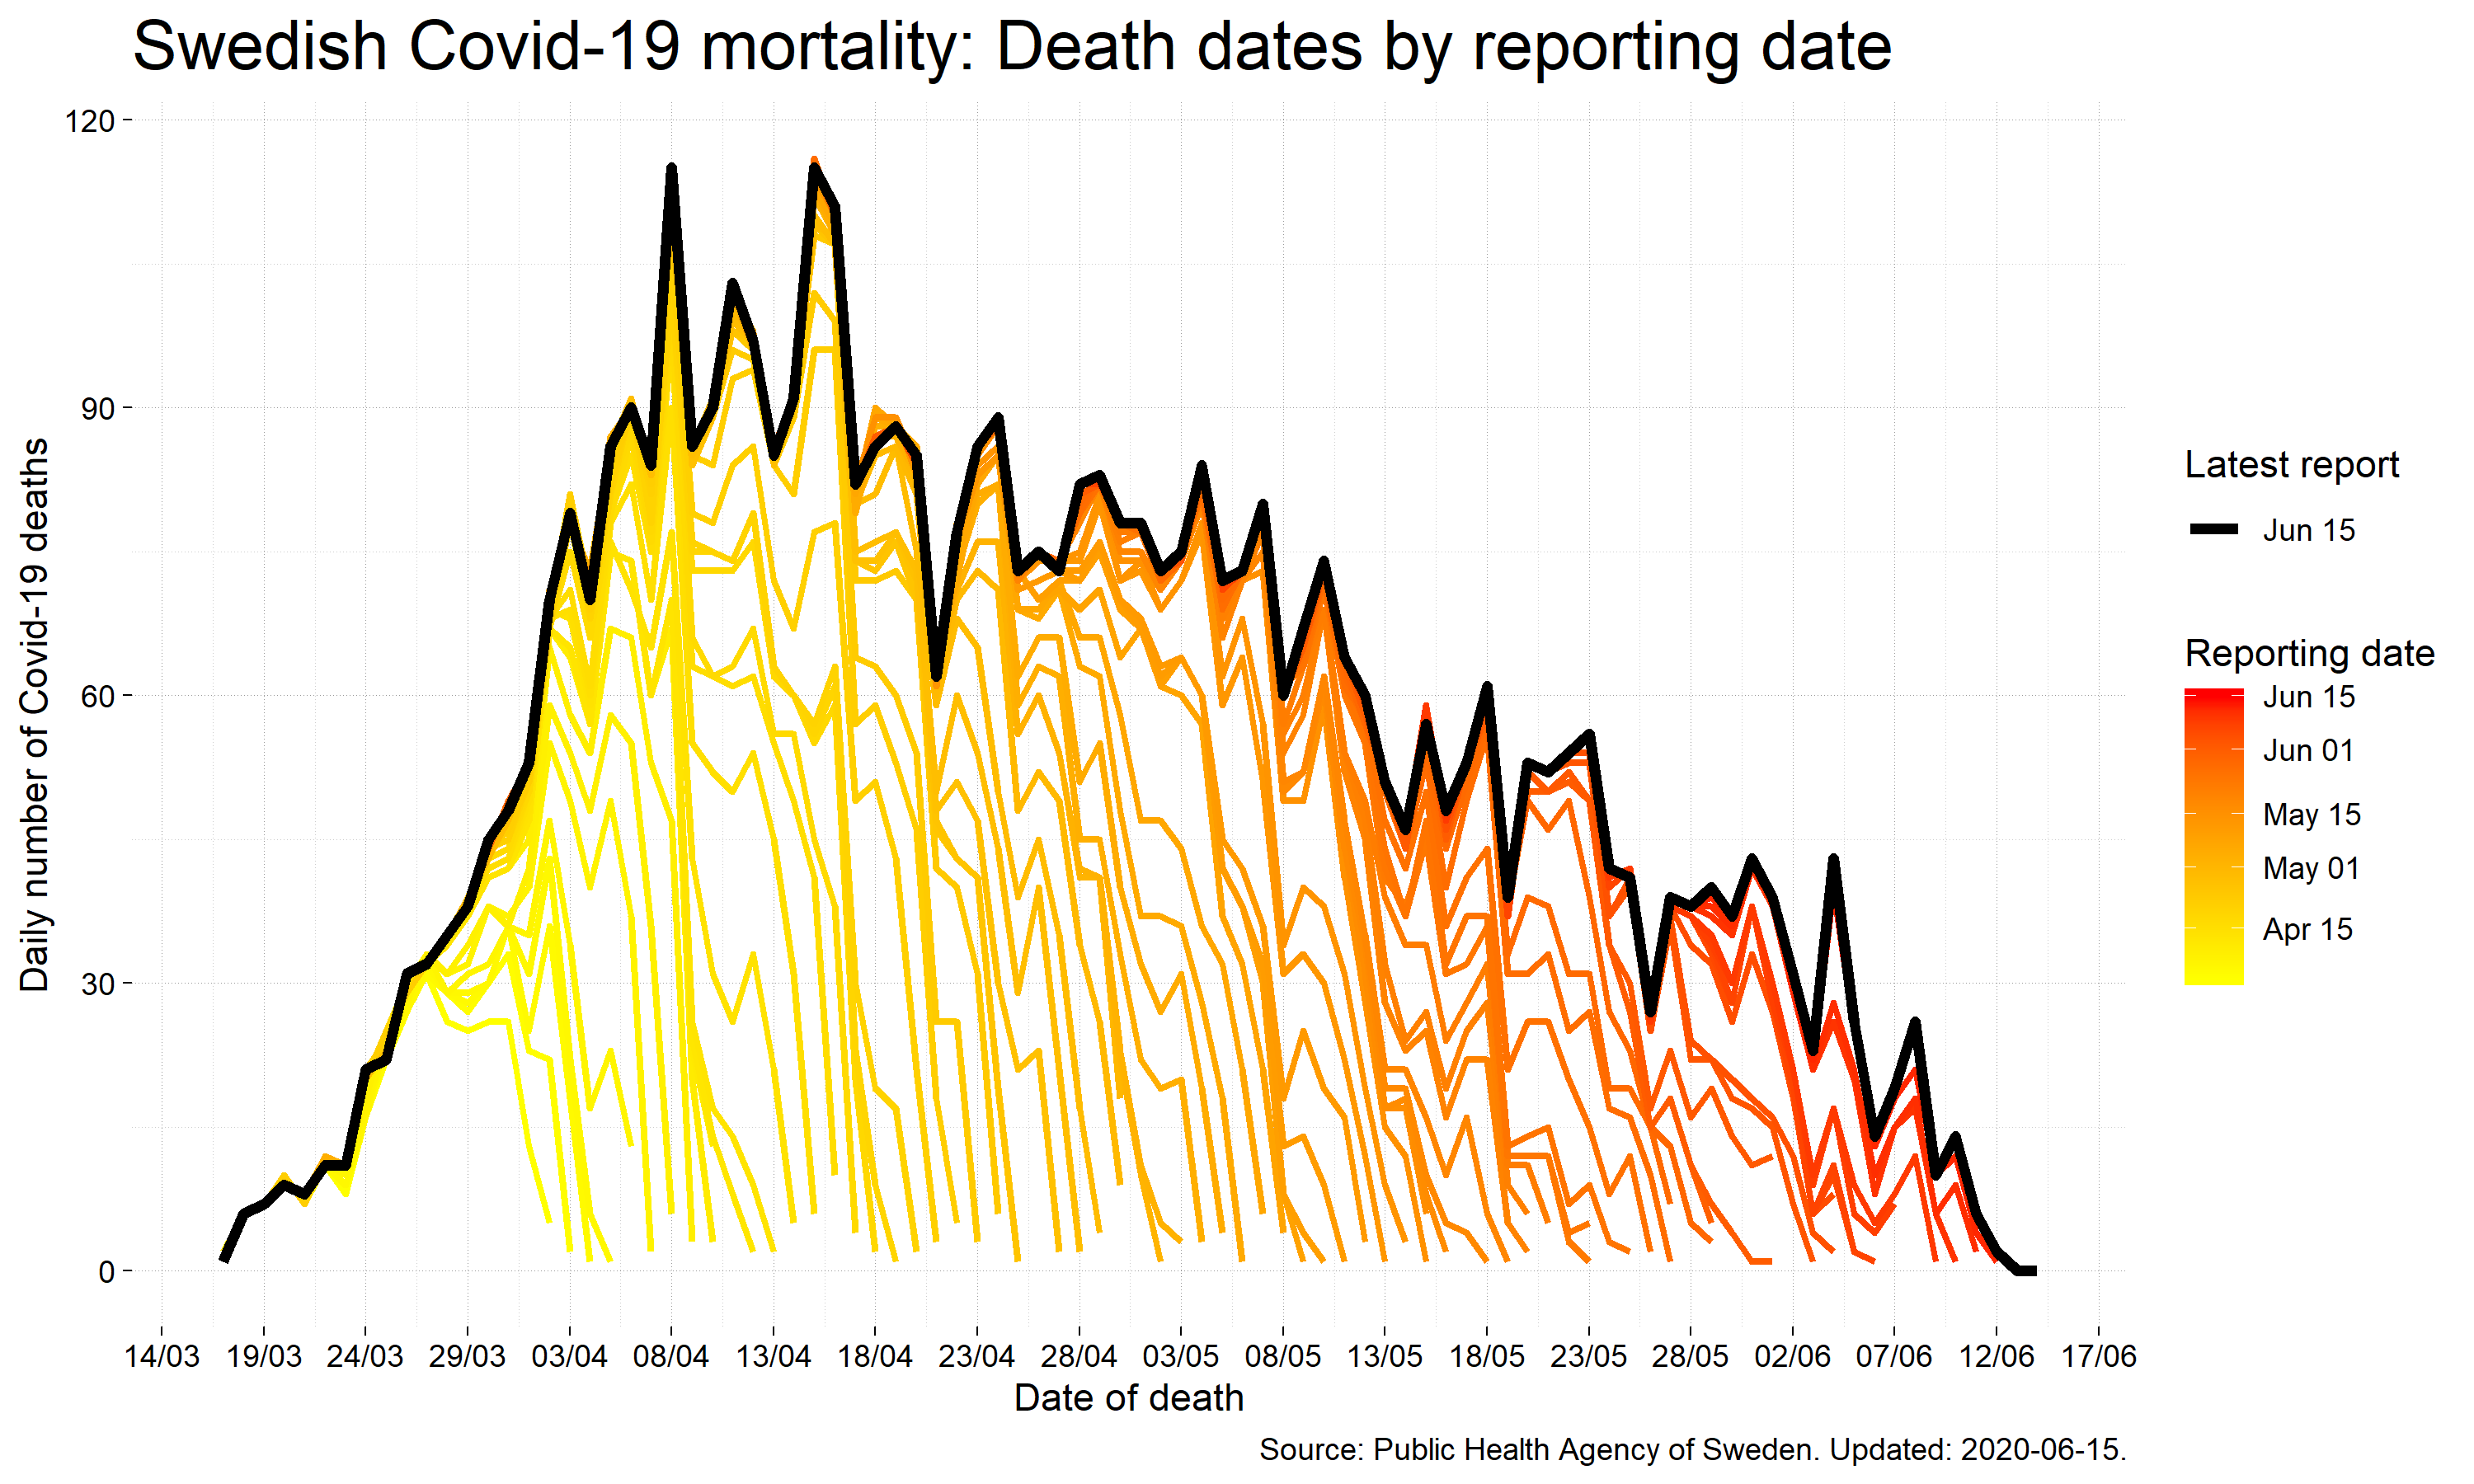 Swedish Covid-19 mortality: Death dates by reporting date
Daily number of Covid-19 deaths
120
90
60
30
0
14/03 19/03 24/03 29/03 03/04 08/04 13/04 18/04 23/04 28/04 03/05 08/05 13/05 18/05 23/05 28/05 02/06 07/06 12/06 17/06
Date of death
Latest report
Jun 15
Reporting date
Jun 15
Jun 01
May 15
May 01
Apr 15
Source: Public Health Agency of Sweden. Updated: 2020-06-15.